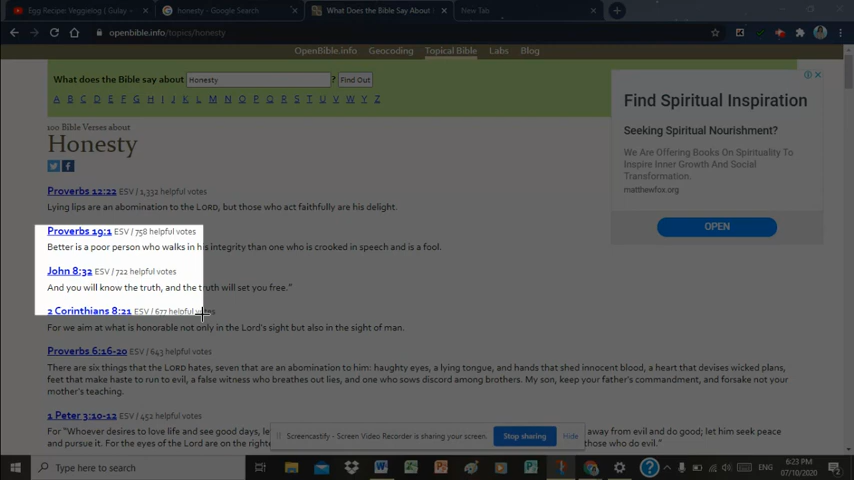 Egg Recipe: Veggielog ( Gulay –
honesty - Google Search
What Does the Bible Say About
New Tab
openbible.info/topics/honesty
OpenBible.info Geocoding Topical Bible Labs Blog
What does the Bible say about Honesty ? Find Out
A B C D E F G H I J K L M N O P Q R S T U V W Y Z
100 Bible Verses about
Honesty
Proverbs 12:22 ESV / 1,332 helpful votes
Lying lips are an abomination to the LORD, but those who act faithfully are his delight.
Proverbs 19:1 ESV / 758 helpful votes
Better is a poor person who walks in his integrity than one who is crooked in speech and is a fool.
John 8:32 ESV / 722 helpful votes
And you will know the truth, and the truth will set you free."
2 Corinthians 8:21 ESV / 677 helpful votes
For we aim at what is honorable not only in the Lord's sight but also in the sight of man.
Proverbs 6:16-20 ESV / 643 helpful votes
There are six things that the LORD hates, seven that are an abomination to him: haughty eyes, a lying tongue, and hands that shed innocent blood, a heart that devises wicked plans,
feet that make haste to run to evil, a false witness who breathes out lies, and one who sows discord among brothers. My son, keep your father's commandment, and forsake not your
mother's teaching.
1 Peter 3:10-12 ESV / 452 helpful votes
For "Whoever desires to love life and see good days, le
away from evil and do good; let him seek peace
and pursue it. For the eyes of the Lord are on the right
hose who do evil."
Find Spiritual Inspiration
Seeking Spiritual Nourishment?
We Are Offering Books On Spirituality To
Inspire Inner Growth And Social
Transformation.
matthewfox.org
OPEN
Screencastify - Screen Video Recorder is sharing your screen. Stop sharing Hide
Type here to search
ENG
6:23 PM
07/10/2020
2